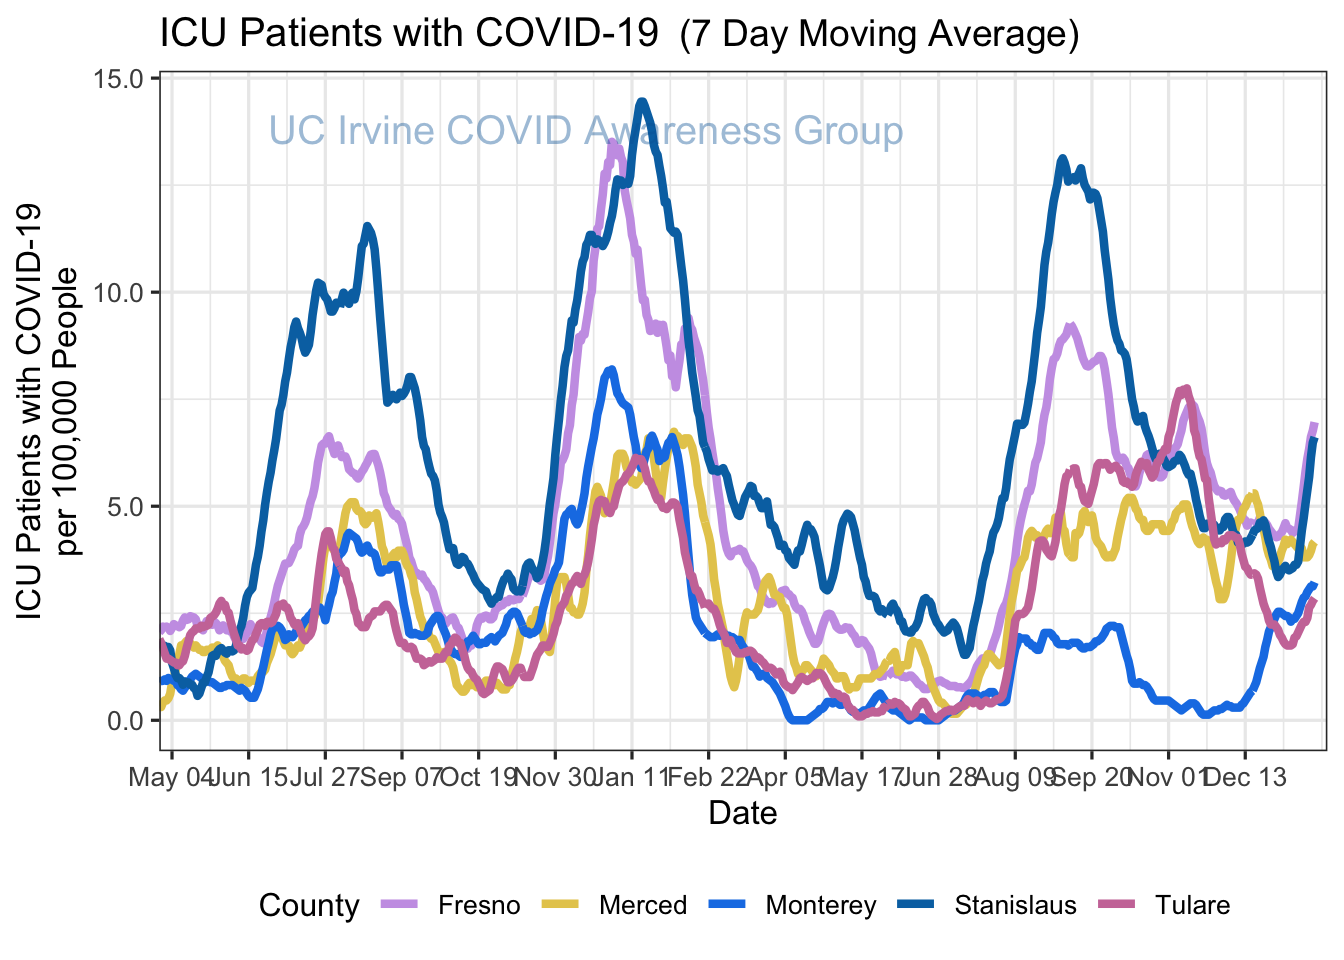 ICU Patients with COVID-19  (7 Day Moving Average)
UC Irvine COVID Awareness Group
ICU Patients with COVID-19
per 100,000 People
15.0
10.0
5.0
0.0
May 04 Jun 15 Jul 27 Sep 07 Oct 19 Nov 30 Jan 11 Feb 22 Apr 05 May 17 Jun 28 Aug 09 Sep 20 Nov 01 Dec 13
Date
County Fresno Merced Monterey Stanislaus Tulare